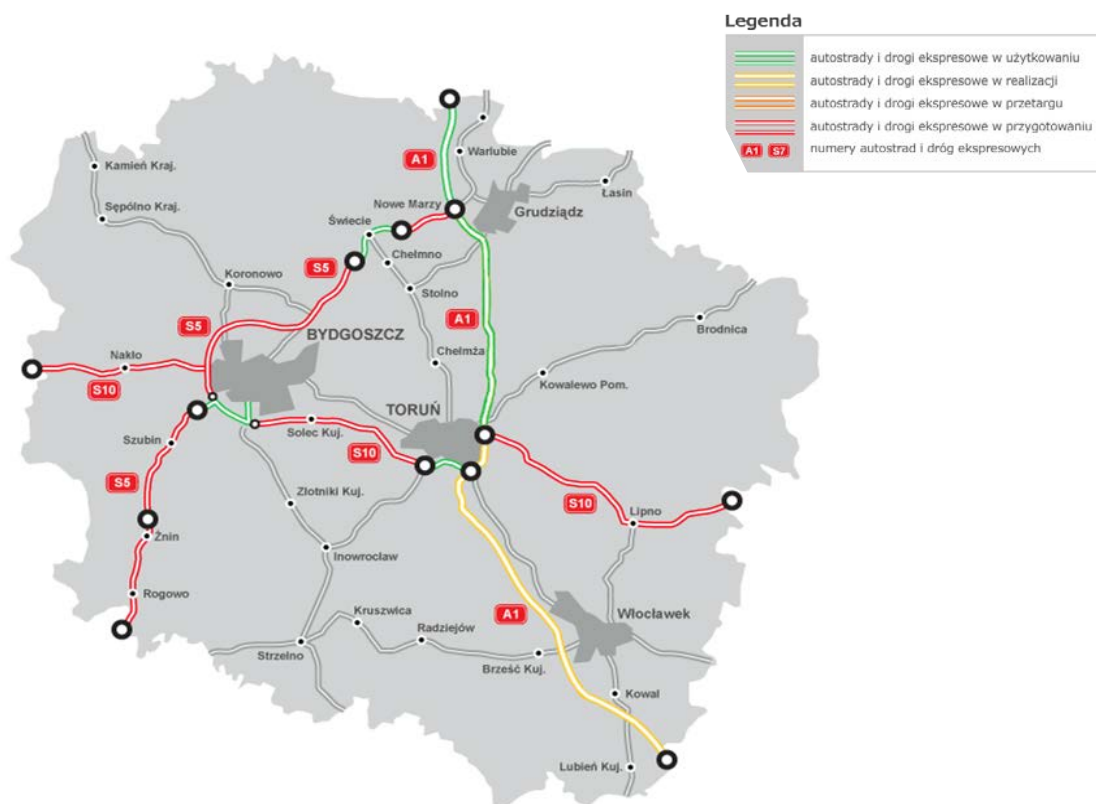 Legenda
autostrady i drogi ekspresowe w użytkowaniu
autostrady i drogi ekspresowe w realizacji
autostrady i drogi ekspresowe w przetargu
autostrady i drogi ekspresowe w przygotowaniu
A1 S7 numery autostrad i dróg ekspresowych
Warlubie
A1
Kamień Kraj.
Łasin
Sępólno Kraj.
Nowe Marzy
Grudziądz
Świecie
Chełmno
S5
Koronowo
Stolno
S5
A1
BYDGOSZCZ
Brodnica
Nakło
Chełmża
Kowalewo Pom.
S10
TORUŃ
Solec Kuj.
Szubin
S10
S5
Złotniki Kuj.
S10
Lipno
Żnin
Inowrocław
Rogowo
Kruszwica
A1
Włocławek
Radziejów
Strzelno
Brześć Kuj.
Kowal
Lubień Kuj.